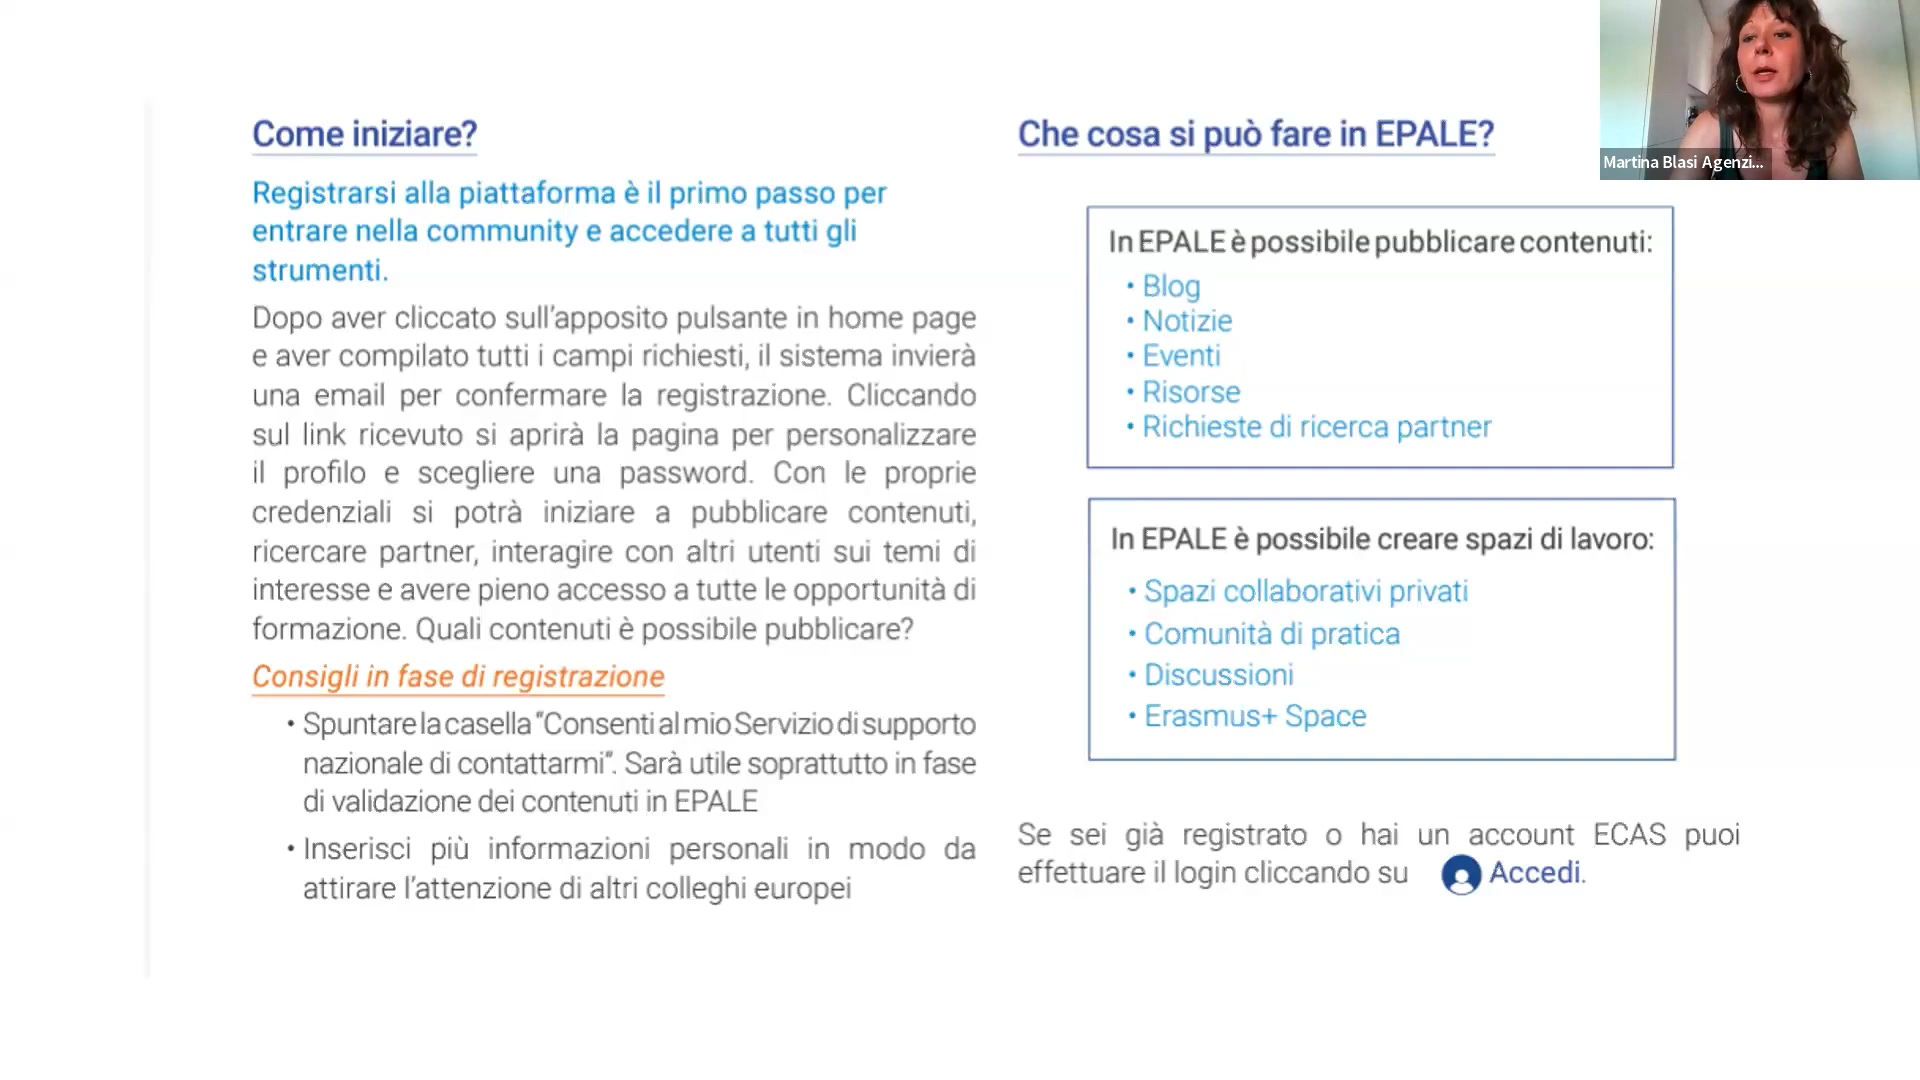 Come iniziare?
Registrarsi alla piattaforma è il primo passo per
entrare nella community e accedere a tutti gli
strumenti.
Dopo aver cliccato sull'apposito pulsante in home page
e aver compilato tutti i campi richiesti, il sistema invierà
una email per confermare la registrazione. Cliccando
sul link ricevuto si aprirà la pagina per personalizzare
il profilo e scegliere una password. Con le proprie
credenziali si potrà iniziare a pubblicare contenuti,
ricercare partner, interagire con altri utenti sui temi di
interesse e avere pieno accesso a tutte le opportunità di
formazione. Quali contenuti è possibile pubblicare?
Consigli in fase di registrazione
• Spuntare la casella "Consenti al mio Servizio di supporto
nazionale di contattarmi". Sarà utile soprattutto in fase
di validazione dei contenuti in EPALE
• Inserisci più informazioni personali in modo da
attirare l'attenzione di altri colleghi europei
Che cosa si può fare in EPALE?
In EPALE è possibile pubblicare contenuti:
• Blog
• Notizie
• Eventi
• Risorse
• Richieste di ricerca partner
In EPALE è possibile creare spazi di lavoro:
• Spazi collaborativi privati
• Comunità di pratica
• Discussioni
• Erasmus+ Space
Se sei già registrato o hai un account ECAS puoi
effettuare il login cliccando su Accedi.
Martina Blasi Agenzi...